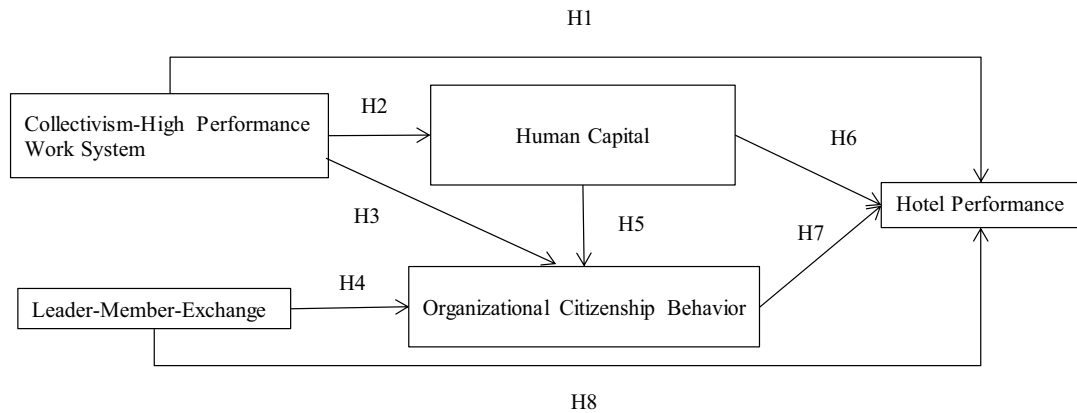 H1
Collectivism-High Performance
Work System
H2
Human Capital
H6
Hotel Performance
H3
H5
H7
Leader-Member-Exchange
H4
Organizational Citizenship Behavior
H8